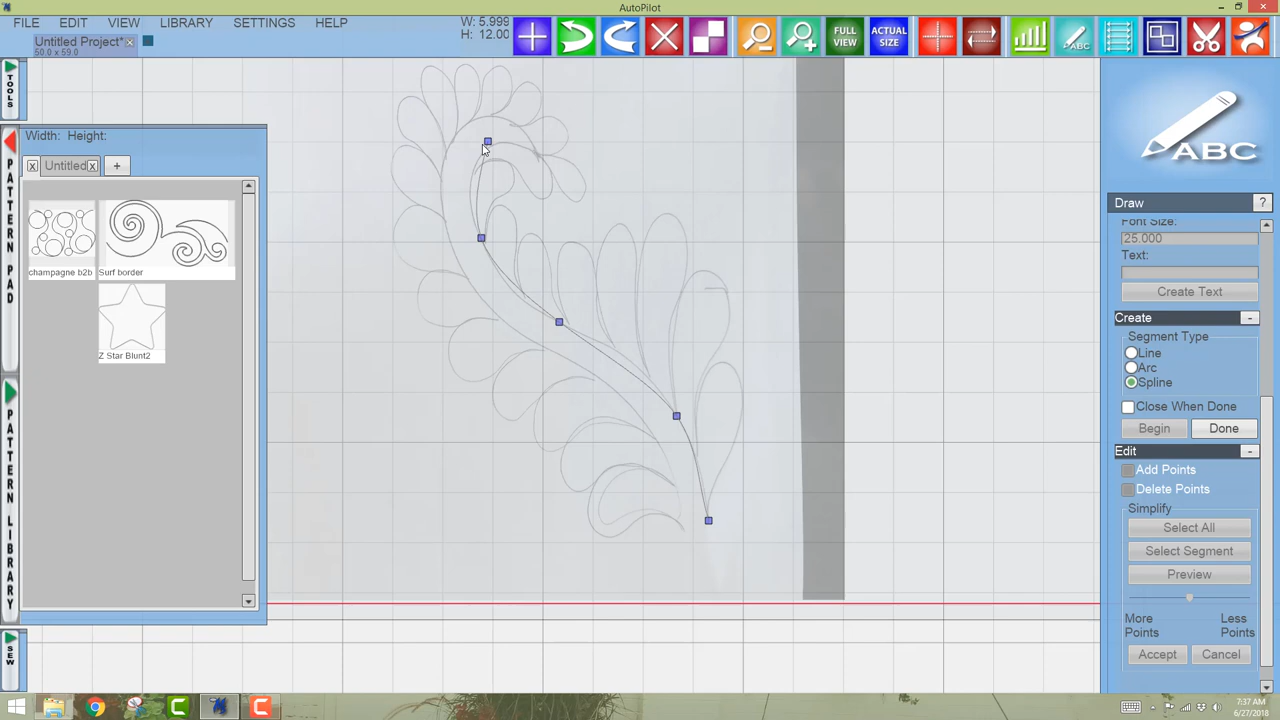 AutoPilot
FILE EDIT VIEW LIBRARY SETTINGS HELP
W: 5.999
H: 12.00
FULL VIEW
ACTUAL SIZE
ABC
Untitled Project*
50.0 x 59.0
TOOLS
Width: Height:
X Untitled X +
PATTERN PAD
champagne b2b
Surf border
Z Star Blunt2
PATTERN LIBRARY
SEW
ABC
Draw ?
Font Size:
25.000
Text:
Create Text
Create -
Segment Type
Line
Arc
Spline
Close When Done
Begin Done
Edit -
Add Points
Delete Points
Simplify
Select All
Select Segment
Preview
More Points
Less Points
Accept Cancel
7:37 AM
6/27/2018